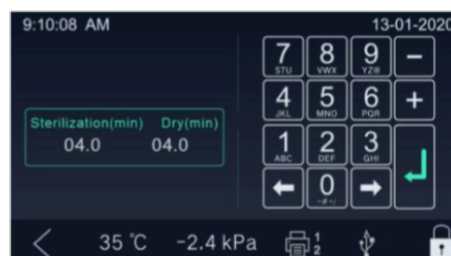 9:10:08 AM 13-01-2020
7 8 9 −
STU VWX YZ@
4 5 6 +
JKL MNO PQR
Sterilization(min) Dry(min)
04.0 04.0
1 2 3
ABC DEF GHI
0
-#*/
35 ℃ -2.4 kPa 1
2